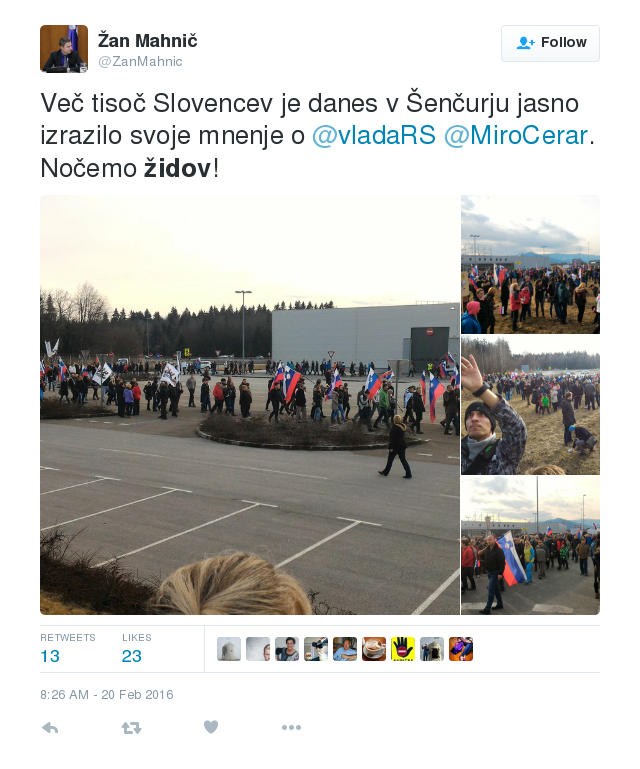 Žan Mahnič
@ZanMahnic
Follow
Več tisoč Slovencev je danes v Šenčurju jasno
izrazilo svoje mnenje o @vladaRS @MiroCerar.
Nočemo židov!
RETWEETS
LIKES
13
23
8:26 AM - 20 Feb 2016